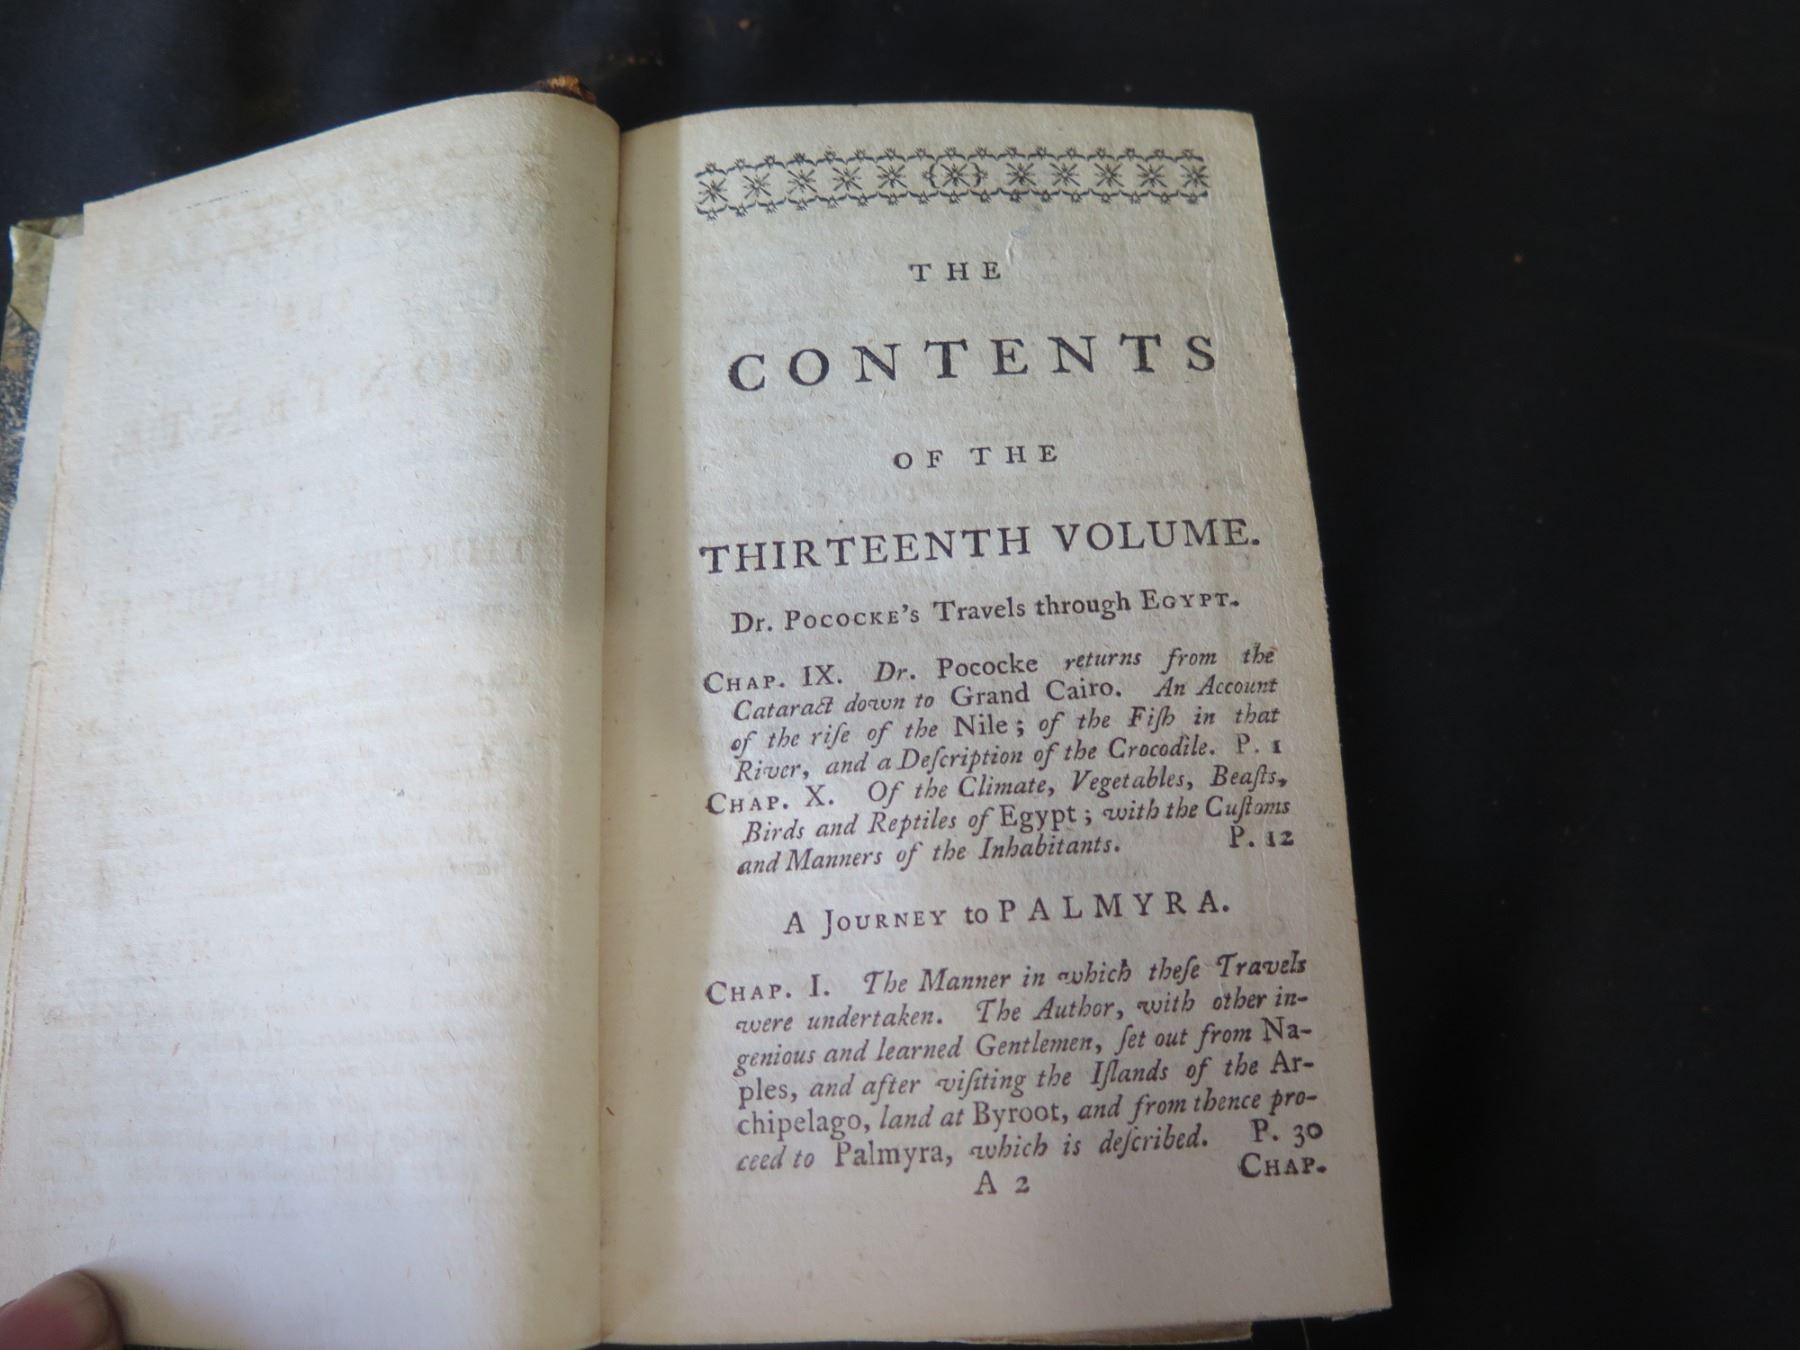 THE
CONTENTS
OF THE
THIRTEENTH VOLUME.
Dr. POCOCKE's Travels through EGYPT.
CHAP. IX. Dr. Pococke returns from the
Cataract down to Grand Cairo. An Account
of the riſe of the Nile; of the Fiſh in that
River, and a Deſcription of the Crocodile. P. 1
CHAP. X. Of the Climate, Vegetables, Beaſts,
Birds and Reptiles of Egypt; with the Cuſtoms
and Manners of the Inhabitants. P. 12
A JOURNEY to PALMYRA.
CHAP. I. The Manner in which theſe Travels
were undertaken. The Author, with other in-
genious and learned Gentlemen, ſet out from Na-
ples, and after viſiting the Iſlands of the Ar-
chipelago, land at Byroot, and from thence pro-
ceed to Palmyra, which is deſcribed. P. 30
A 2 CHAP.